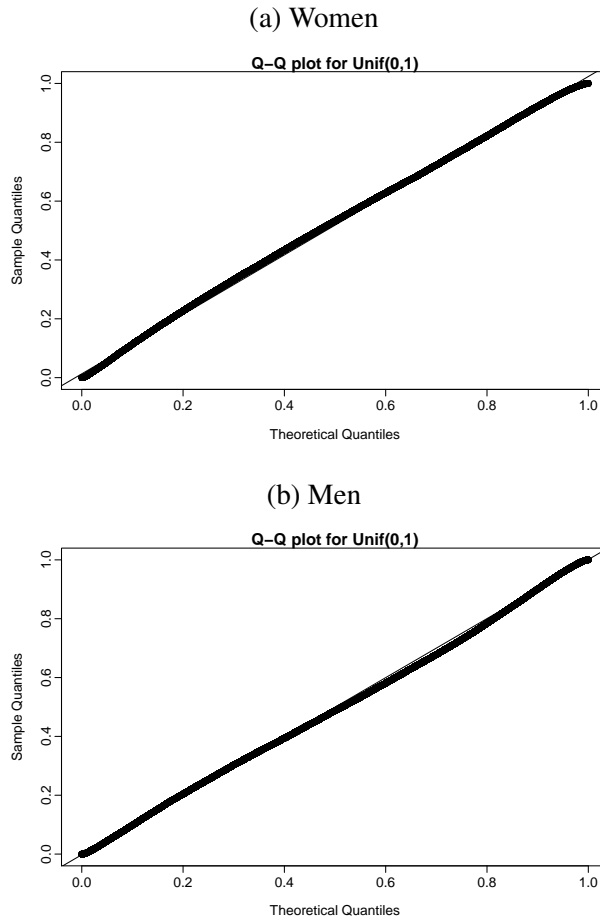 (a) Women
Q−Q plot for Unif(0,1)
1.0
0.8
0.6
0.4
0.2
0.0
Sample Quantiles
0.0 0.2 0.4 0.6 0.8 1.0
Theoretical Quantiles
(b) Men
Q−Q plot for Unif(0,1)
1.0
0.8
0.6
0.4
0.2
0.0
Sample Quantiles
0.0 0.2 0.4 0.6 0.8 1.0
Theoretical Quantiles